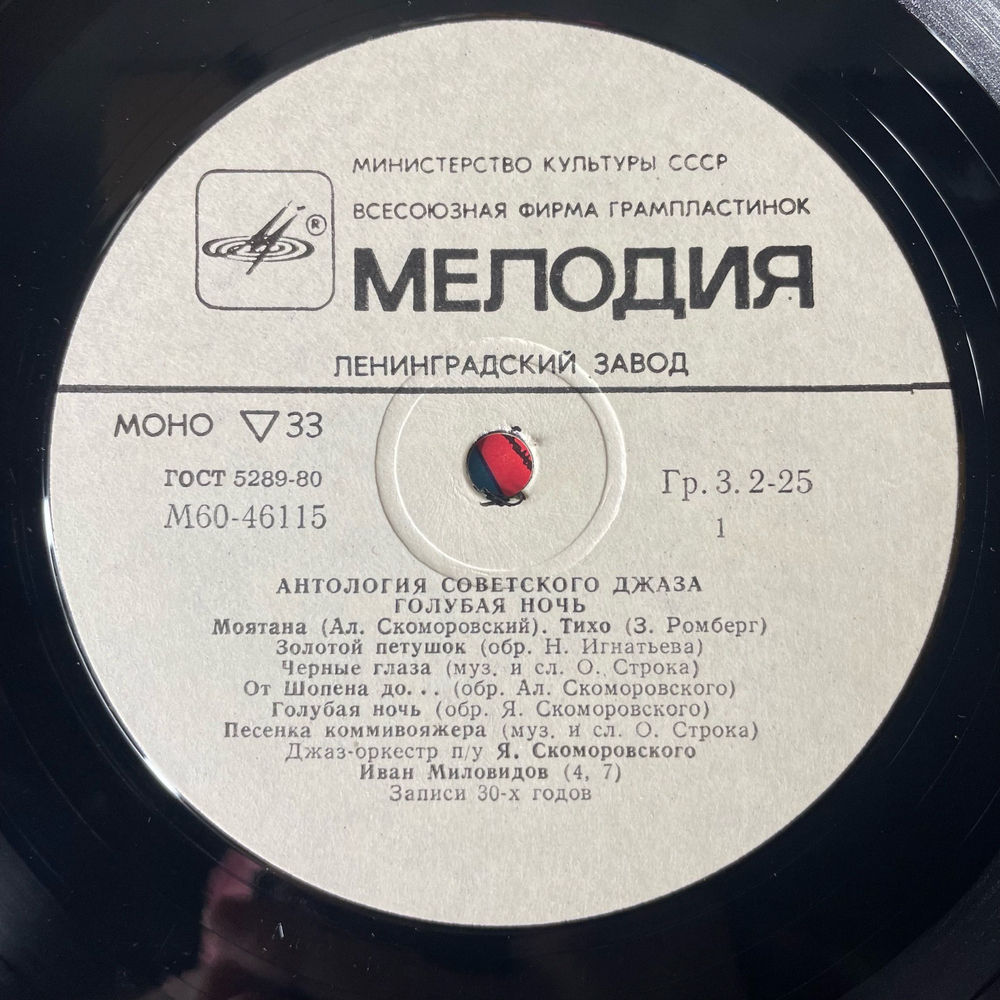 МИНИСТЕРСТВО КУЛЬТУРЫ СССР
ВСЕСОЮЗНАЯ ФИРМА ГРАМПЛАСТИНОК
®
МЕЛОДИЯ
ЛЕНИНГРАДСКИЙ ЗАВОД
МОНО ▽ 33
ГОСТ 5289-80
Гр. 3. 2-25
М60-46115
1
АНТОЛОГИЯ СОВЕТСКОГО ДЖАЗА
ГОЛУБАЯ НОЧЬ
Моятана (Ал. Скоморовский). Тихо (З. Ромберг)
Золотой петушок (обр. Н. Игнатьева)
Черные глаза (муз. и сл. О. Строка)
От Шопена до... (обр. Ал. Скоморовского)
Голубая ночь (обр. Я. Скоморовского)
Песенка коммивояжера (муз. и сл. О. Строка)
Джаз-оркестр п/у Я. Скоморовского
Иван Миловидов (4, 7)
Записи 30-х годов